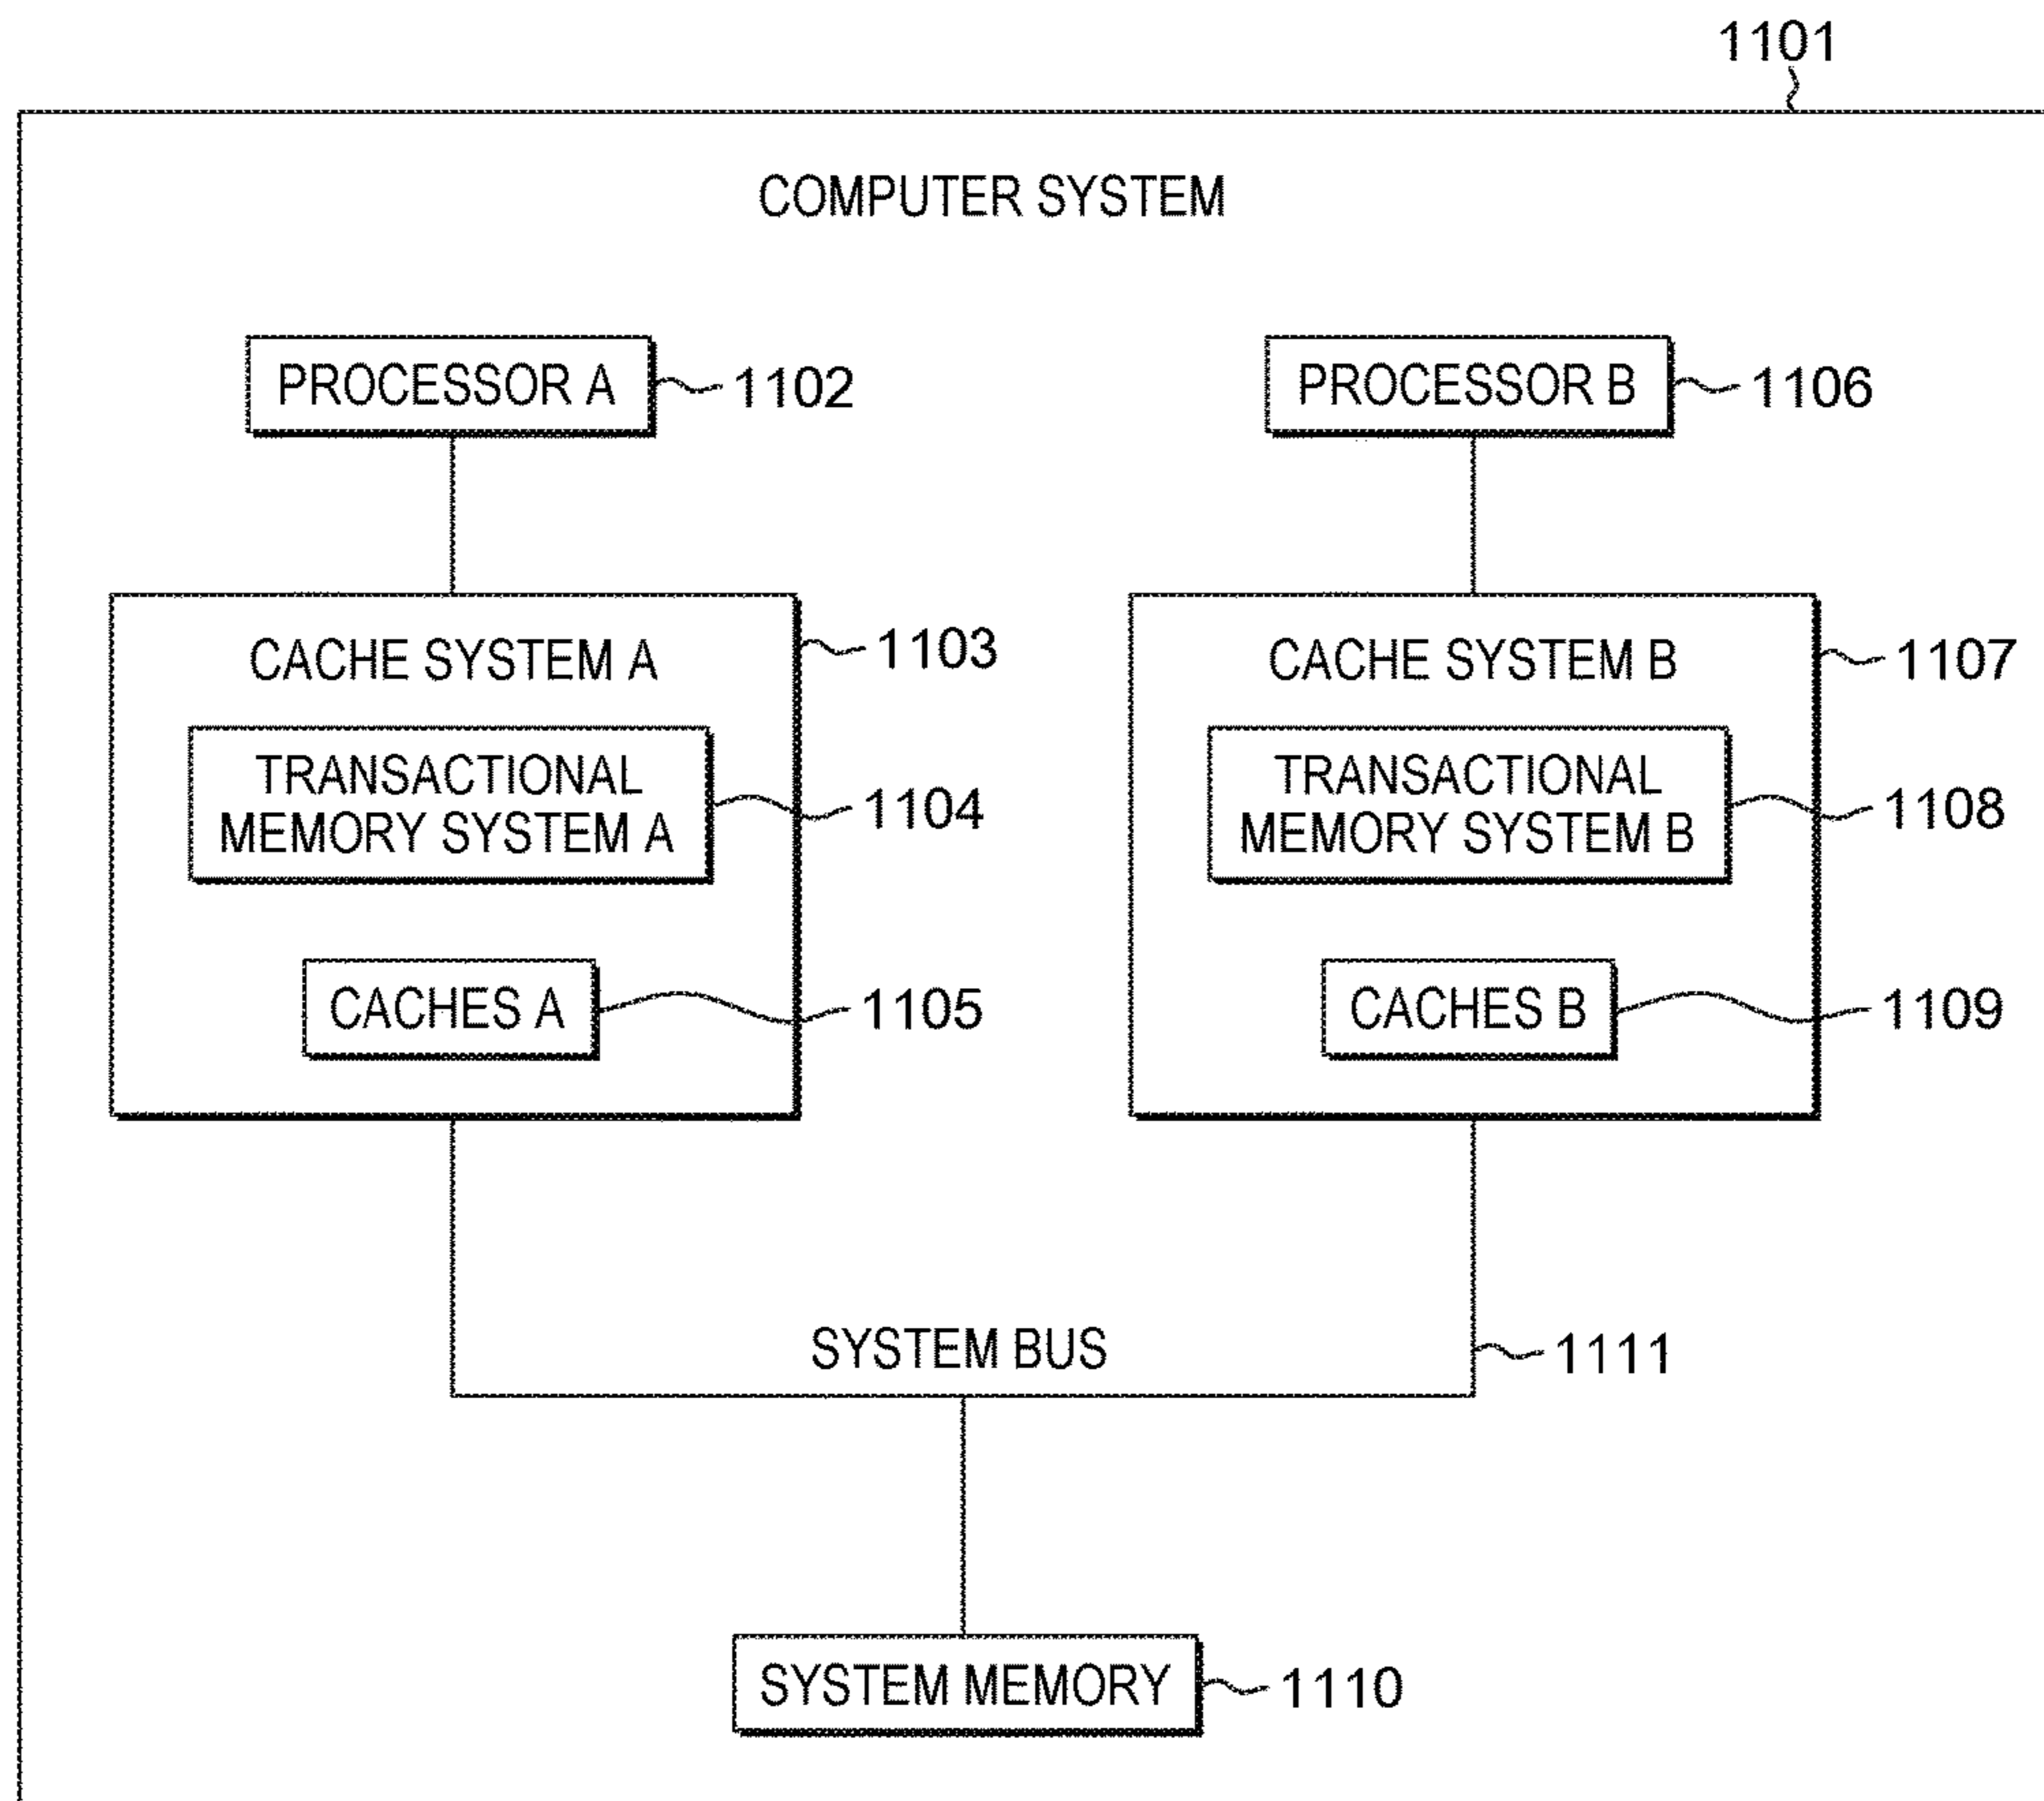 1101
COMPUTER SYSTEM
PROCESSOR A
1102
PROCESSOR B
1106
CACHE SYSTEM A
1103
CACHE SYSTEM B
1107
TRANSACTIONAL
MEMORY SYSTEM A
1104
TRANSACTIONAL
MEMORY SYSTEM B
1108
CACHES A
1105
CACHES B
1109
SYSTEM BUS
1111
SYSTEM MEMORY
1110